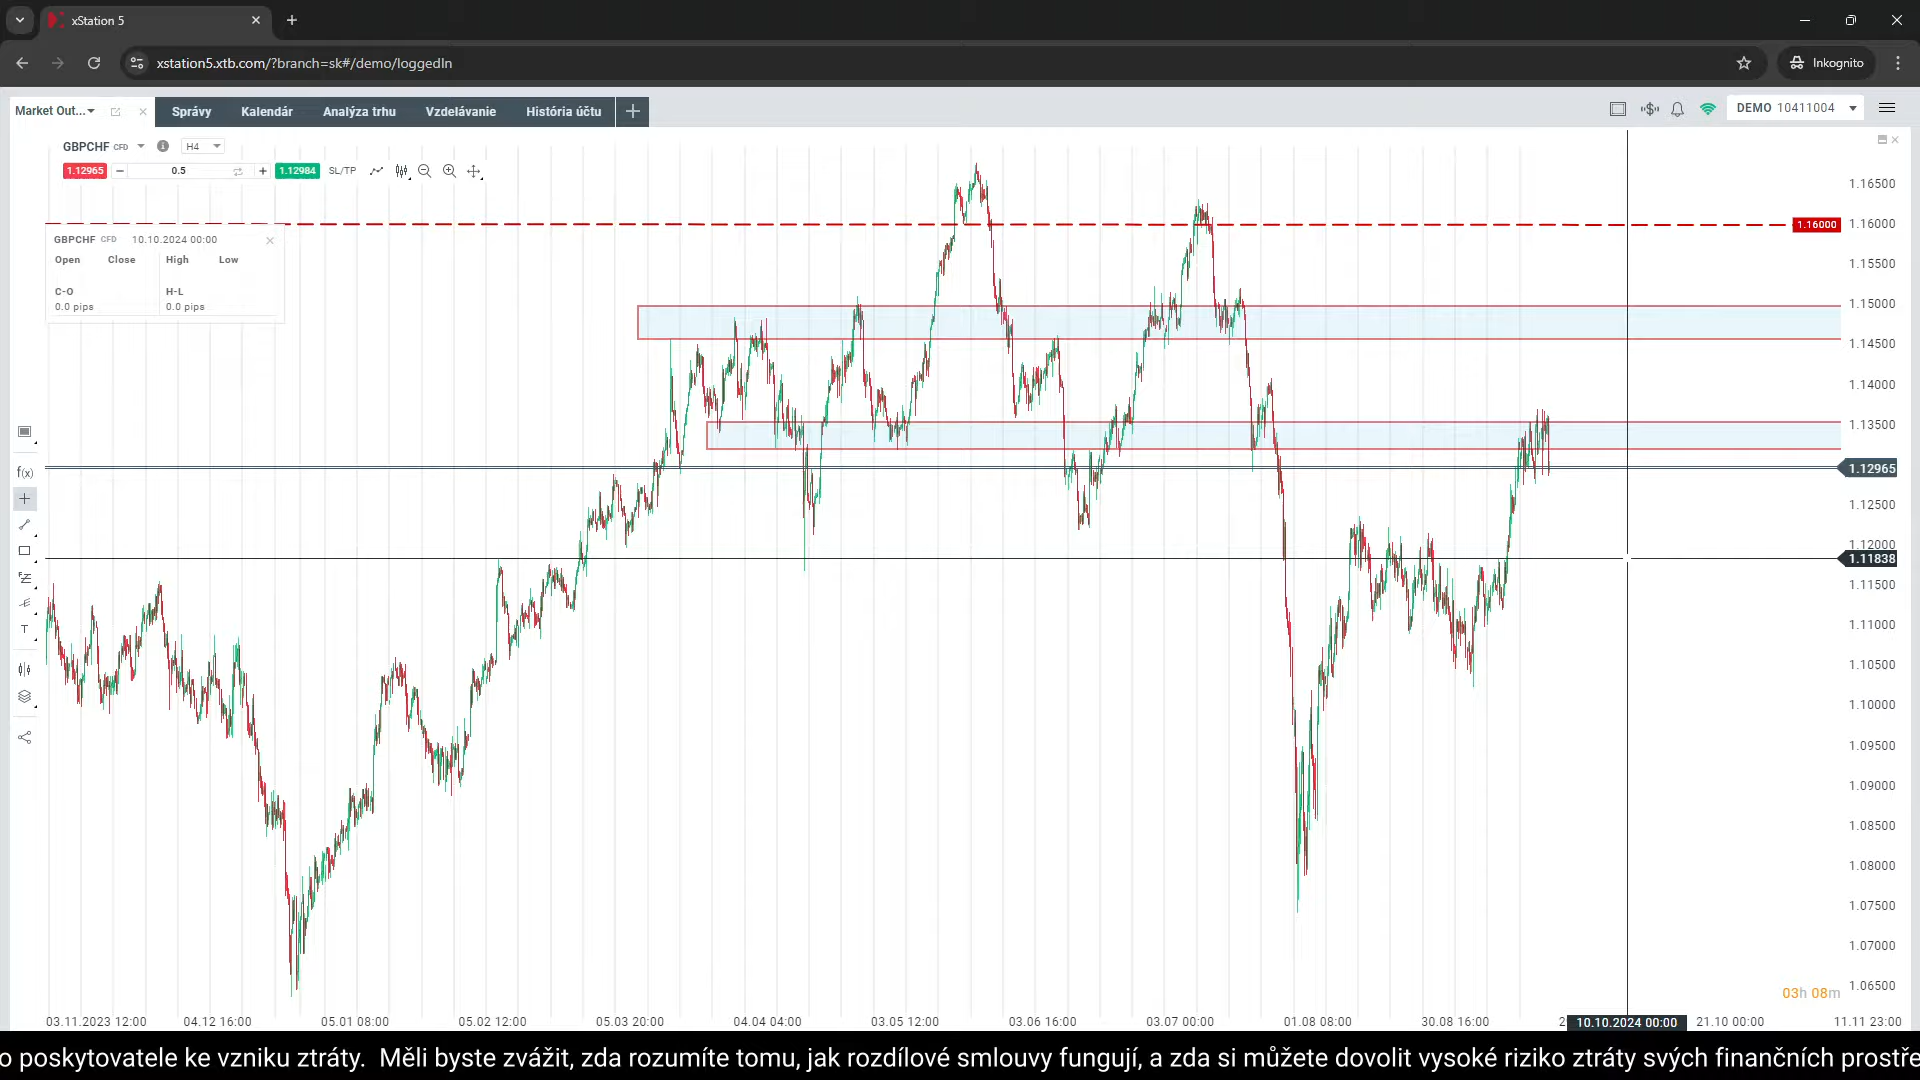 xStation 5
xstation5.xtb.com/?branch=sk#/demo/loggedIn
Inkognito
Market Out...
Správy
Kalendár
Analýza trhu
Vzdelávanie
História účtu
DEMO 10411004
GBPCHF CFD
H4
1.12965
0.5
1.12984
SL/TP
GBPCHF CFD 10.10.2024 00:00
Open Close High Low
C-O H-L
0.0 pips 0.0 pips
f(x)
T
1.16500
1.16000 1.16000
1.15500
1.15000
1.14500
1.14000
1.13500
1.12965
1.12500
1.12000
1.11838
1.11500
1.11000
1.10500
1.10000
1.09500
1.09000
1.08500
1.08000
1.07500
1.07000
1.06500
03h 08m
03.11.2023 12:00 04.12 16:00 05.01 08:00 05.02 12:00 05.03 20:00 04.04 04:00 03.05 12:00 03.06 16:00 03.07 00:00 01.08 08:00 30.08 16:00 2 10.10.2024 00:00 21.10 00:00 11.11 23:00
o poskytovatele ke vzniku ztráty. Měli byste zvážit, zda rozumíte tomu, jak rozdílové smlouvy fungují, a zda si můžete dovolit vysoké riziko ztráty svých finančních prostře